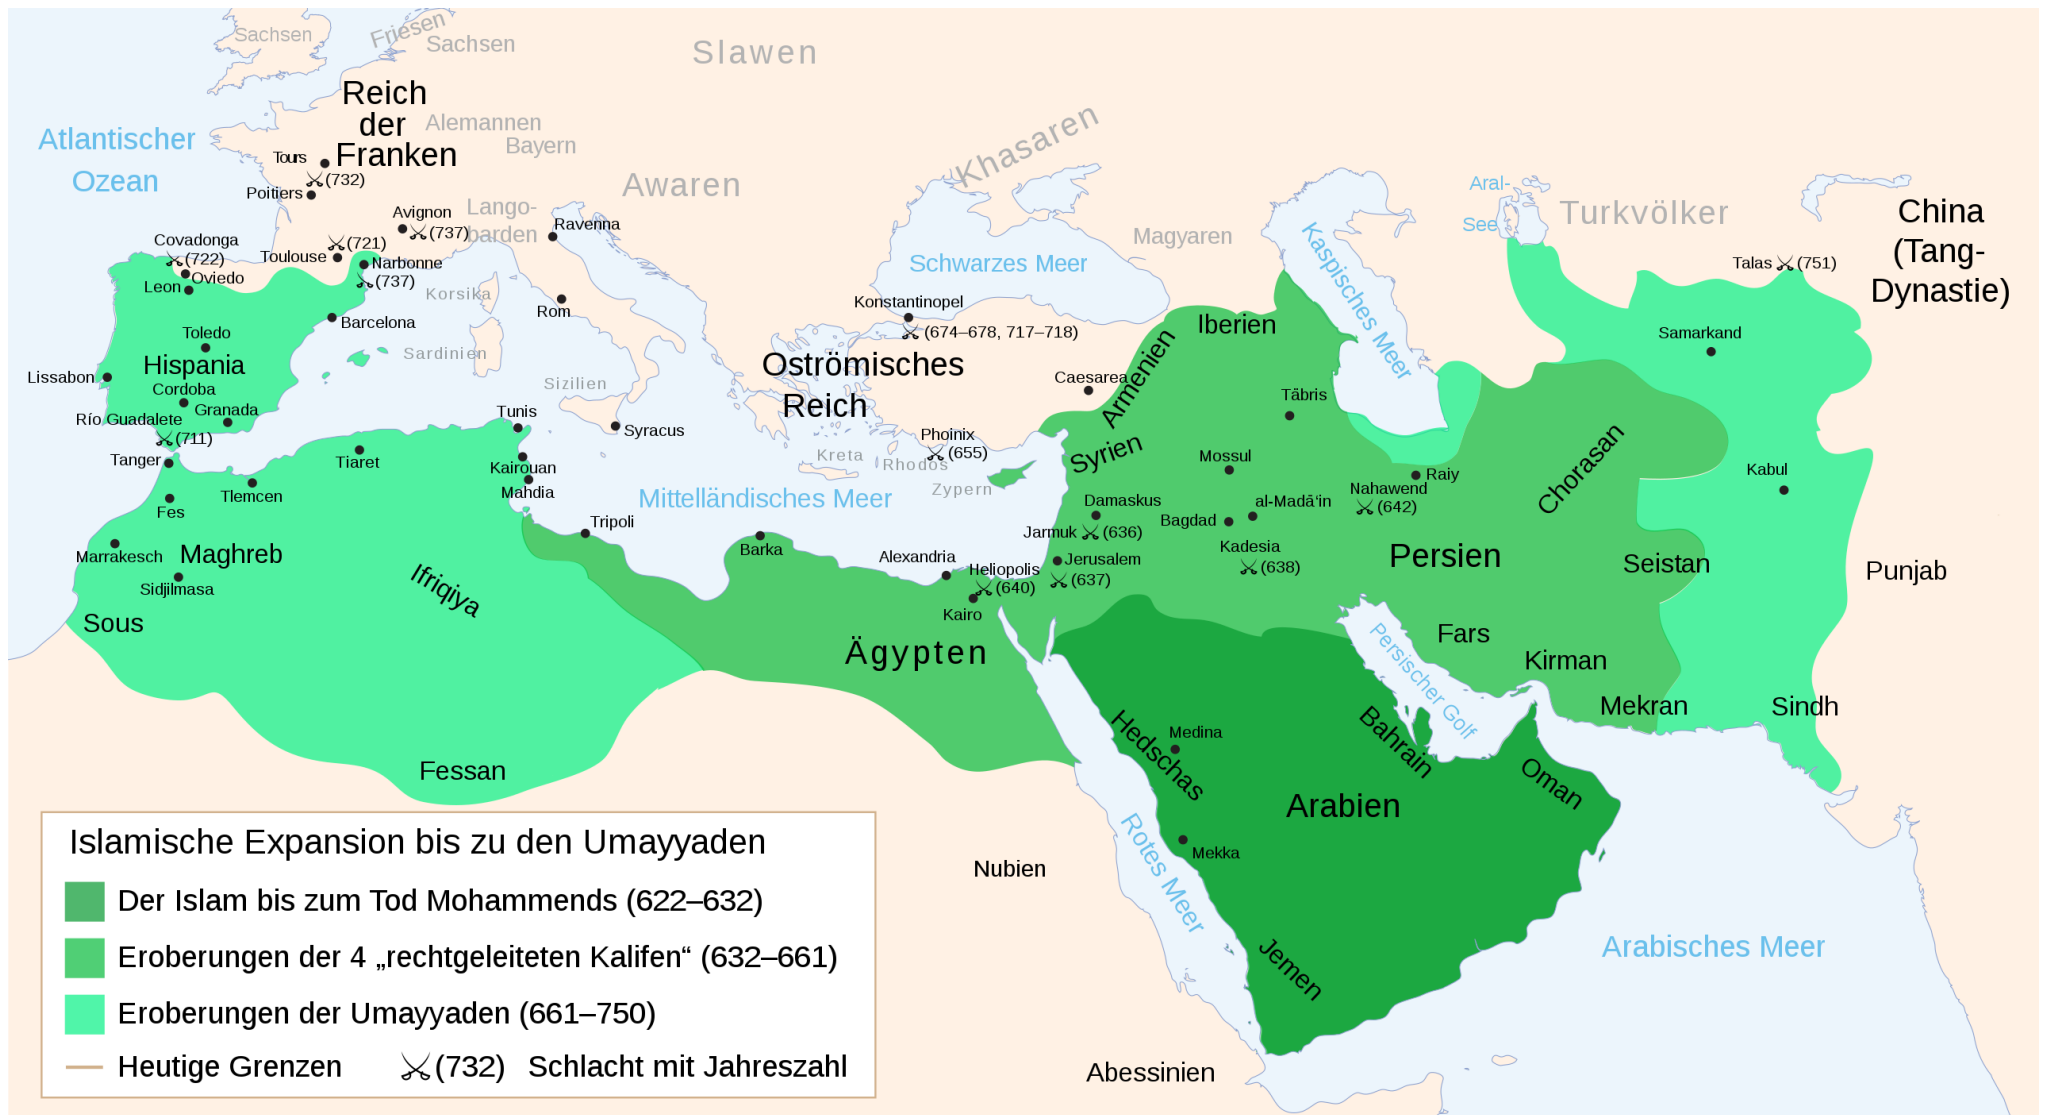 Sachsen
Friesen
Sachsen
Slawen
Reich
der
Franken
Alemannen
Bayern
Atlantischer
Ozean
Tours
(732)
Poitiers
Awaren
Khasaren
Lango-
barden
Avignon
(737)
Ravenna
Covadonga
(722)
(721)
Toulouse
Narbonne
(737)
Oviedo
Leon
Korsika
Rom
Barcelona
Toledo
Hispania
Sardinien
Lissabon
Cordoba
Granada
Río Guadalete
(711)
Sizilien
Tunis
Syracus
Tanger
Tiaret
Kairouan
Mahdia
Tlemcen
Fes
Tripoli
Marrakesch
Maghreb
Sidjilmasa
Ifriqiya
Sous
Fessan
Magyaren
Schwarzes Meer
Konstantinopel
(674–678, 717–718)
Oströmisches
Reich
Caesarea
Armenien
Iberien
Kaspisches Meer
Aral-
See
Turkvölker
China
(Tang-
Dynastie)
Talas
(751)
Samarkand
Täbris
Phoinix
(655)
Kreta
Rhodos
Zypern
Syrien
Mittelländisches Meer
Mossul
Raiy
Nahawend
(642)
Chorasan
Kabul
Damaskus
Jarmuk
(636)
al-Madā‘in
Bagdad
Kadesia
(638)
Barka
Alexandria
Heliopolis
(640)
Kairo
Jerusalem
(637)
Persien
Seistan
Punjab
Ägypten
Fars
Kirman
Persischer Golf
Mekran
Sindh
Hedschas
Medina
Bahrain
Oman
Arabien
Mekka
Rotes Meer
Nubien
Jemen
Arabisches Meer
Abessinien
Islamische Expansion bis zu den Umayyaden
Der Islam bis zum Tod Mohammends (622–632)
Eroberungen der 4 „rechtgeleiteten Kalifen“ (632–661)
Eroberungen der Umayyaden (661–750)
Heutige Grenzen
(732)
Schlacht mit Jahreszahl